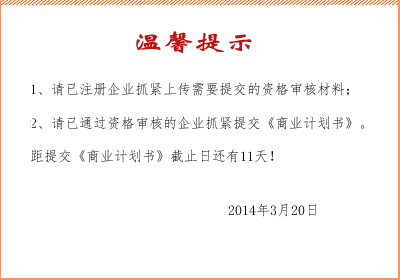 温馨提示
1、请已注册企业抓紧上传需要提交的资格审核材料；
2、请已通过资格审核的企业抓紧提交《商业计划书》。
距提交《商业计划书》截止日还有11天！
2014年3月20日